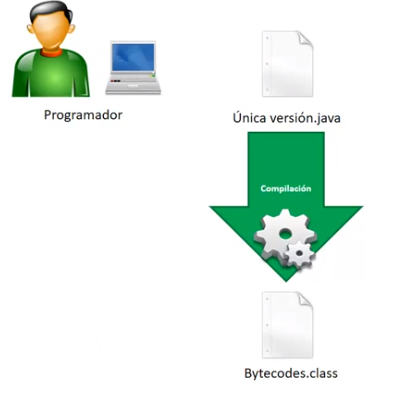 Programador
Única versión.java
Compilación
Bytecodes.class